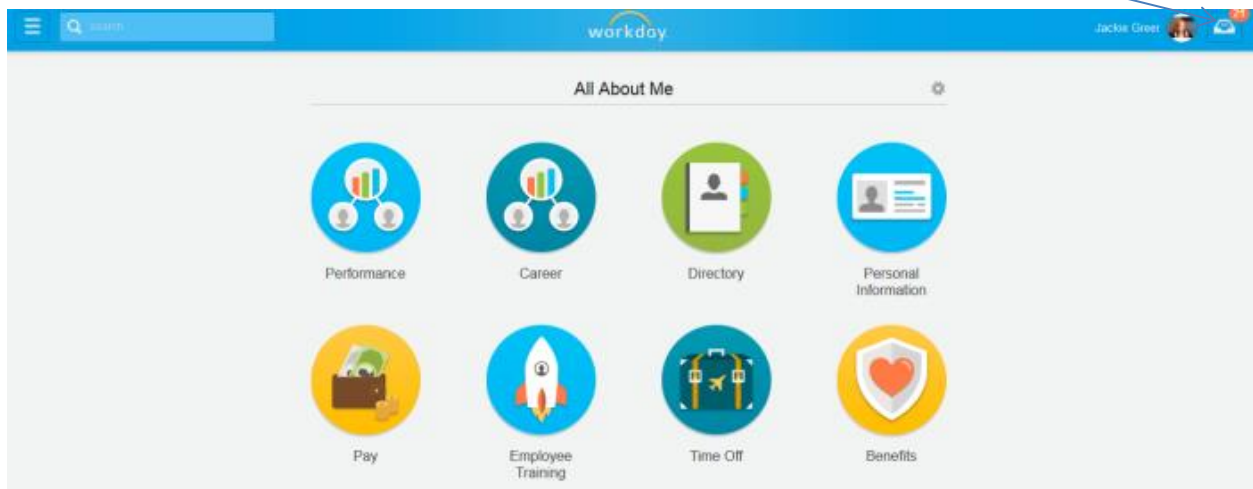 search
workday.
Jackie Greer
All About Me
Performance
Career
Directory
Personal
Information
Pay
Employee
Training
Time Off
Benefits